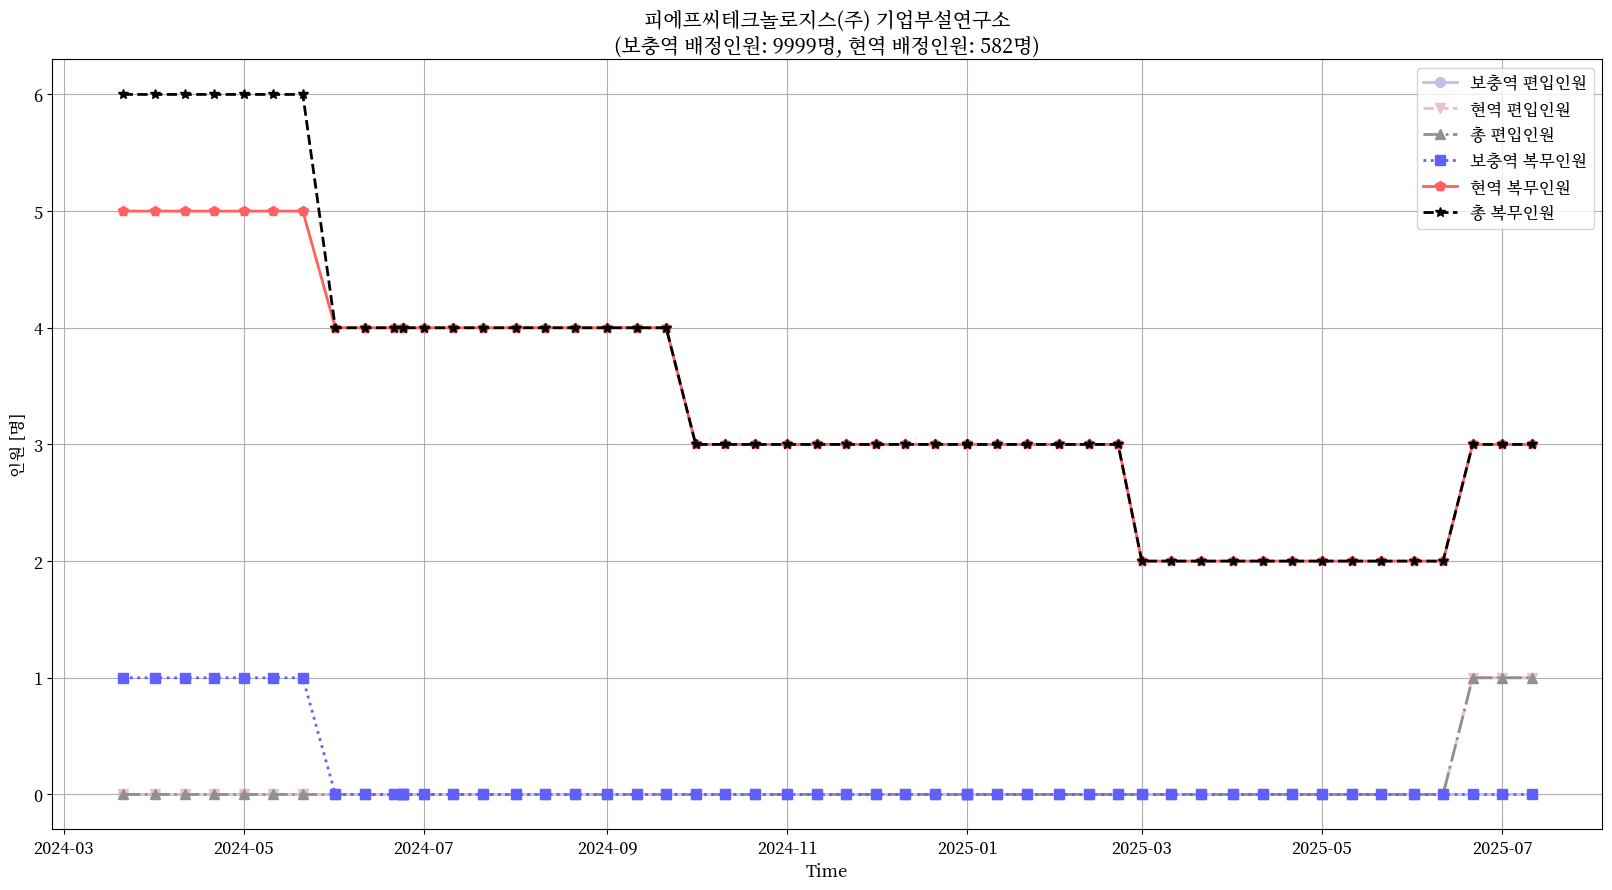 피에프씨테크놀로지스(주) 기업부설연구소
(보충역 배정인원: 9999명, 현역 배정인원: 582명)
보충역 편입인원
현역 편입인원
총 편입인원
보충역 복무인원
현역 복무인원
총 복무인원
인원 [명]
6
5
4
3
2
1
0
2024-03
2024-05
2024-07
2024-09
2024-11
2025-01
2025-03
2025-05
2025-07
Time